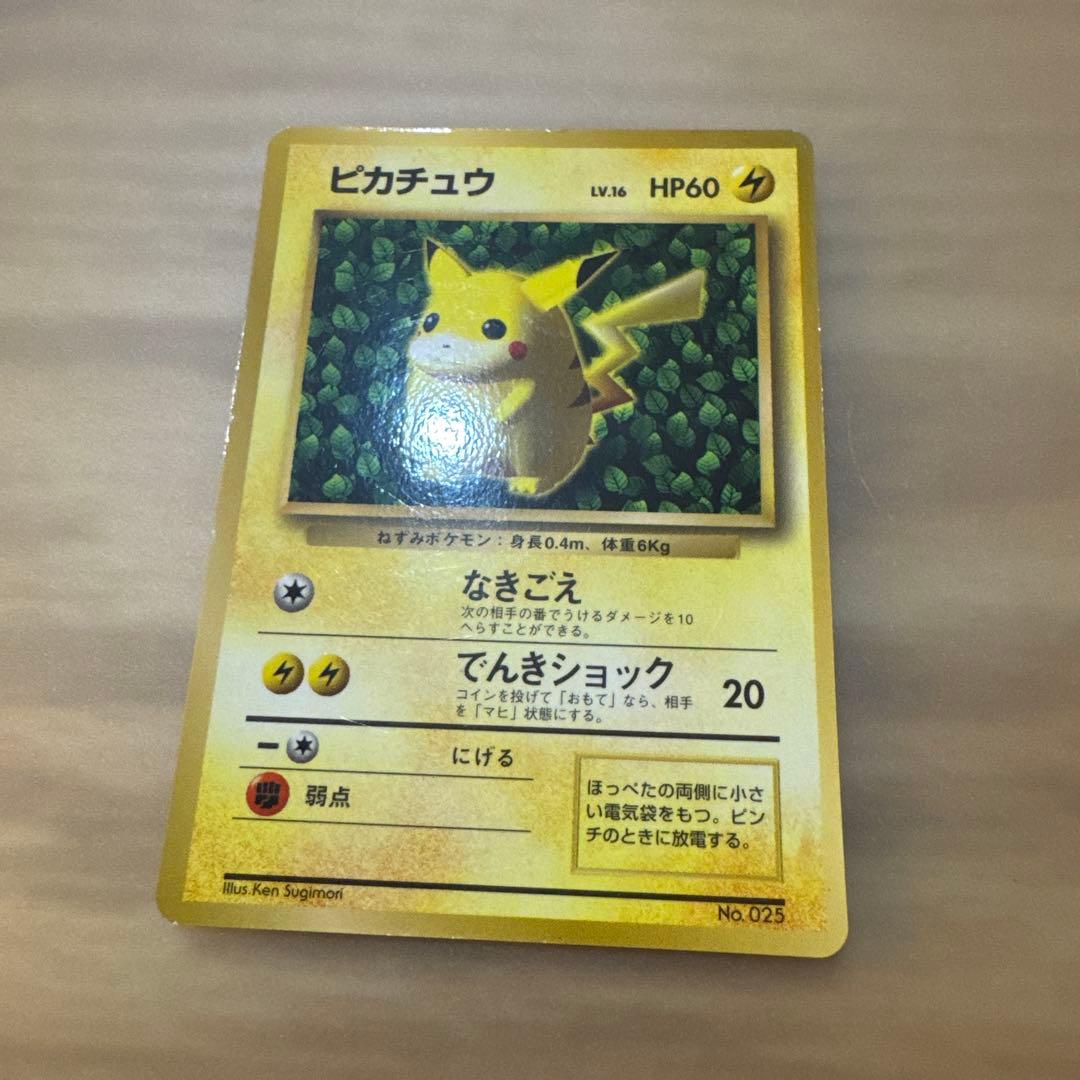 ピカチュウ LV.16 HP60
ねずみポケモン：身長0.4m、体重6Kg
なきごえ
次の相手の番でうけるダメージを10
へらすことができる。
でんきショック 20
コインを投げて「おもて」なら、相手
を「マヒ」状態にする。
にげる
弱点
ほっぺたの両側に小さ
い電気袋をもつ。ピン
チのときに放電する。
Illus.Ken Sugimori
No.025